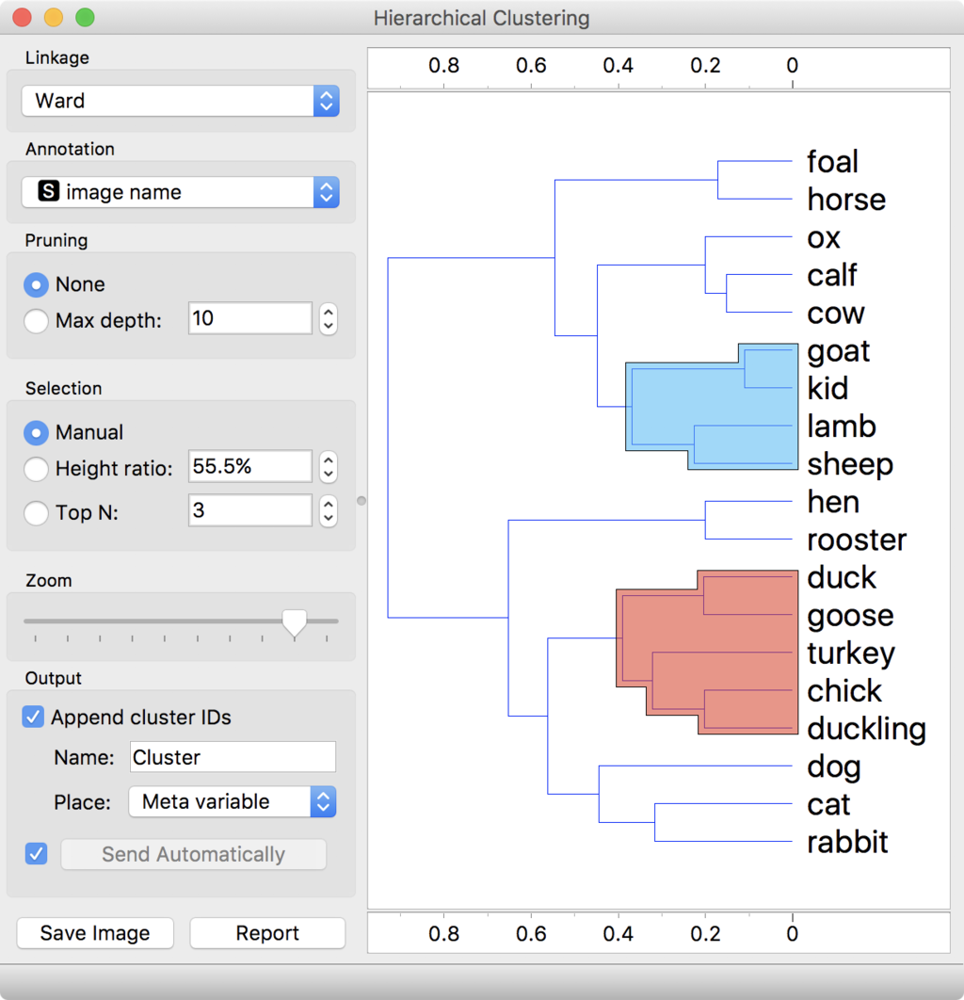 Hierarchical Clustering
Linkage
Ward
Annotation
S image name
Pruning
None
Max depth: 10
Selection
Manual
Height ratio: 55.5%
Top N: 3
Zoom
Output
Append cluster IDs
Name: Cluster
Place: Meta variable
Send Automatically
Save Image Report
0.8 0.6 0.4 0.2 0
foal
horse
ox
calf
cow
goat
kid
lamb
sheep
hen
rooster
duck
goose
turkey
chick
duckling
dog
cat
rabbit
0.8 0.6 0.4 0.2 0